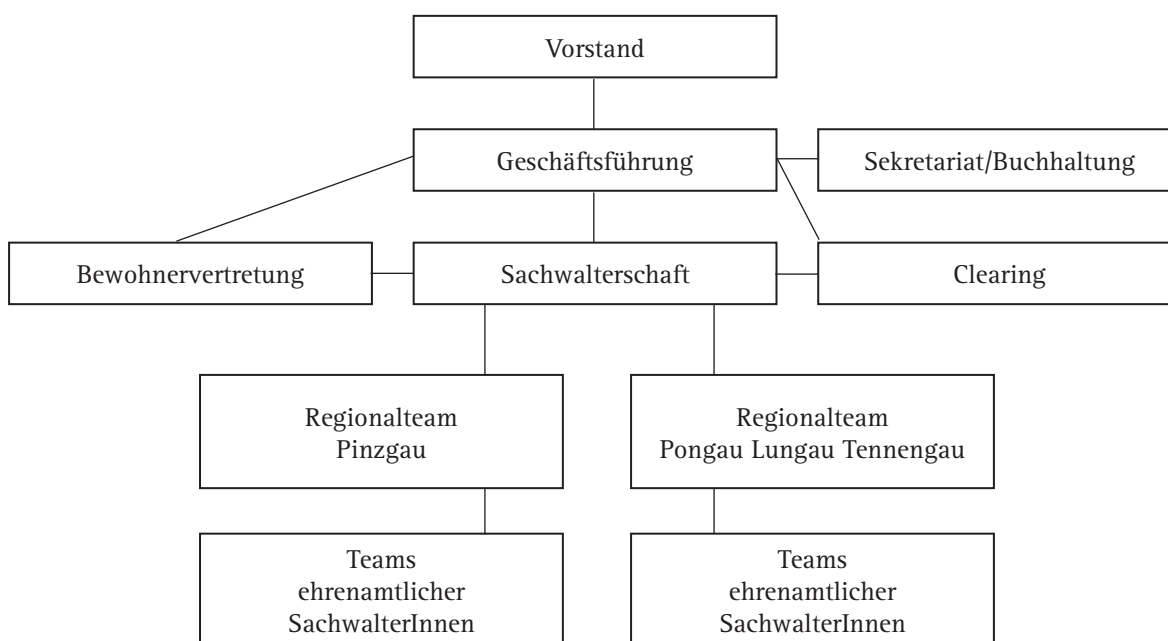 Vorstand
Geschäftsführung
Sekretariat/Buchhaltung
Bewohnervertretung
Sachwalterschaft
Clearing
Regionalteam
Pinzgau
Regionalteam
Pongau Lungau Tennengau
Teams
ehrenamtlicher
SachwalterInnen
Teams
ehrenamtlicher
SachwalterInnen